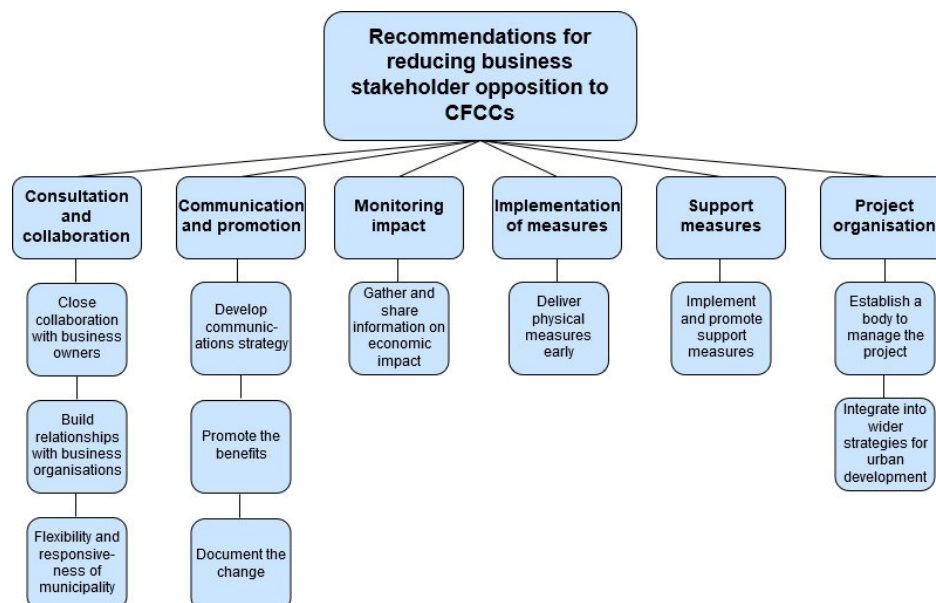 Recommendations for
reducing business
stakeholder opposition to
CFCCs
Consultation
and
collaboration
Communication
and promotion
Monitoring
impact
Implementation
of measures
Support
measures
Project
organisation
Close
collaboration
with business
owners
Develop
communic-
ations strategy
Gather and
share
information on
economic
impact
Deliver
physical
measures
early
Implement
and promote
support
measures
Establish a
body to
manage the
project
Build
relationships
with business
organisations
Promote the
benefits
Integrate into
wider
strategies for
urban
development
Flexibility and
responsive-
ness of
municipality
Document the
change